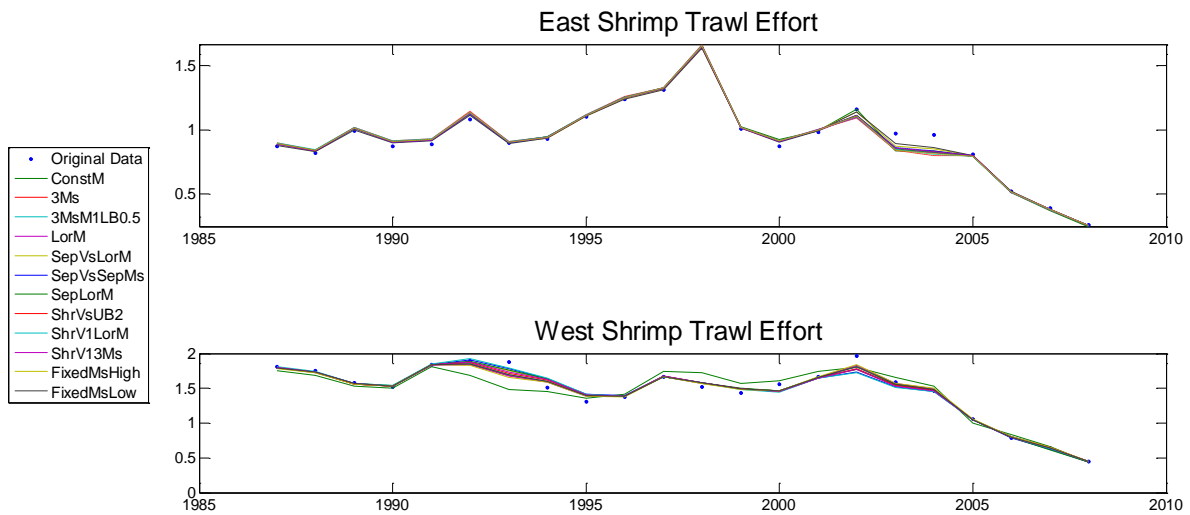 East Shrimp Trawl Effort
1.5
1
0.5
1985 1990 1995 2000 2005 2010
Original Data
ConstM
3Ms
3MsM1LB0.5
LorM
SepVsLorM
SepVsSepMs
SepLorM
ShrVsUB2
ShrV1LorM
ShrV13Ms
FixedMsHigh
FixedMsLow
West Shrimp Trawl Effort
2
1.5
1
0.5
0
1985 1990 1995 2000 2005 2010